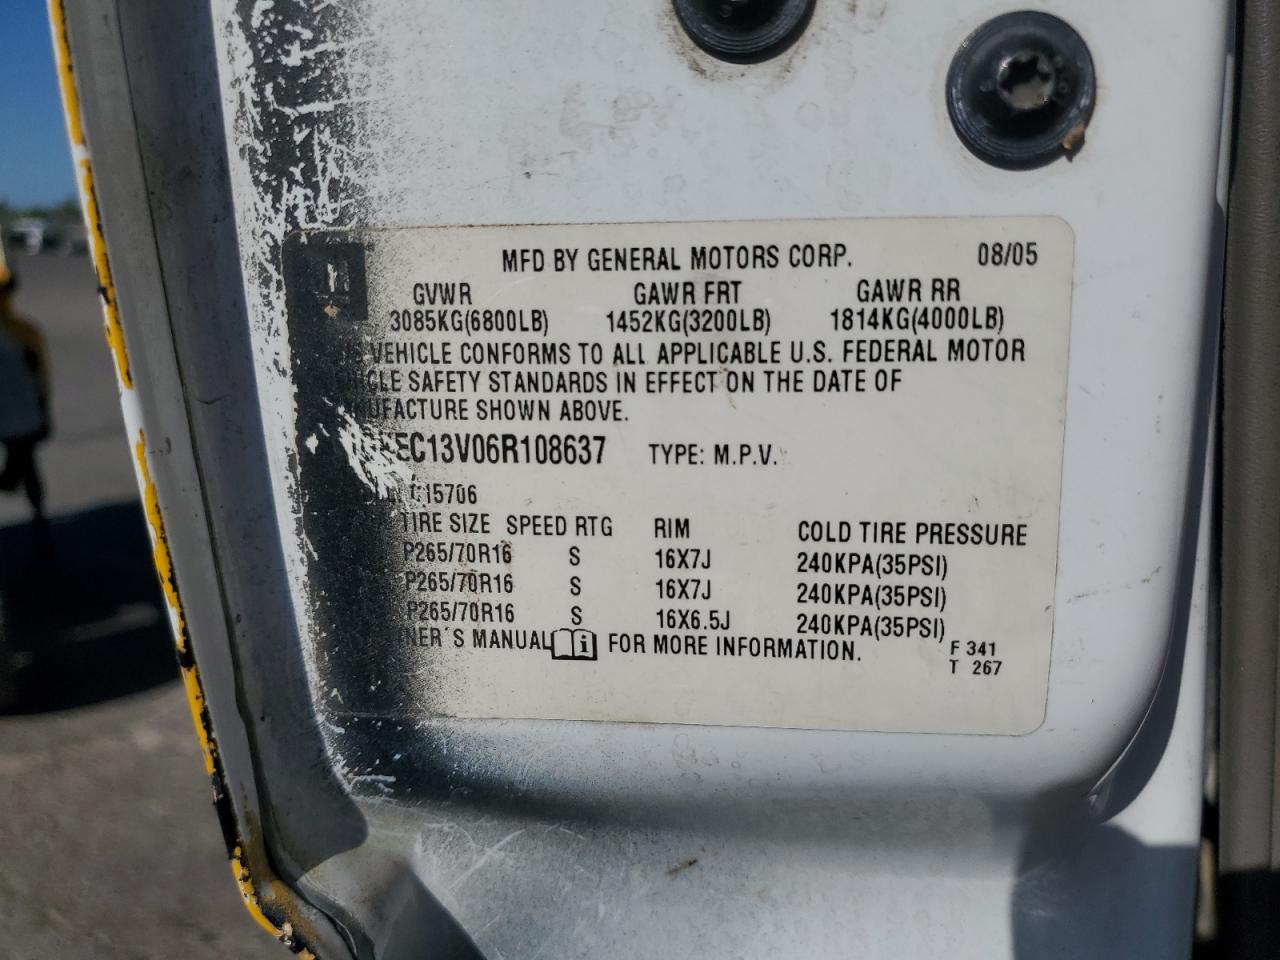 MFD BY GENERAL MOTORS CORP. 08/05
GVWR GAWR FRT GAWR RR
3085KG(6800LB) 1452KG(3200LB) 1814KG(4000LB)
VEHICLE CONFORMS TO ALL APPLICABLE U.S. FEDERAL MOTOR
SAFETY STANDARDS IN EFFECT ON THE DATE OF
SHOWN ABOVE.
EC13V06R108637 TYPE: M.P.V.
15706
TIRE SIZE SPEED RTG RIM COLD TIRE PRESSURE
P265/70R16 S 16X7J 240KPA(35PSI)
P265/70R16 S 16X7J 240KPA(35PSI)
P265/70R16 S 16X6.5J 240KPA(35PSI)
MANUAL i FOR MORE INFORMATION.
F 341
T 267